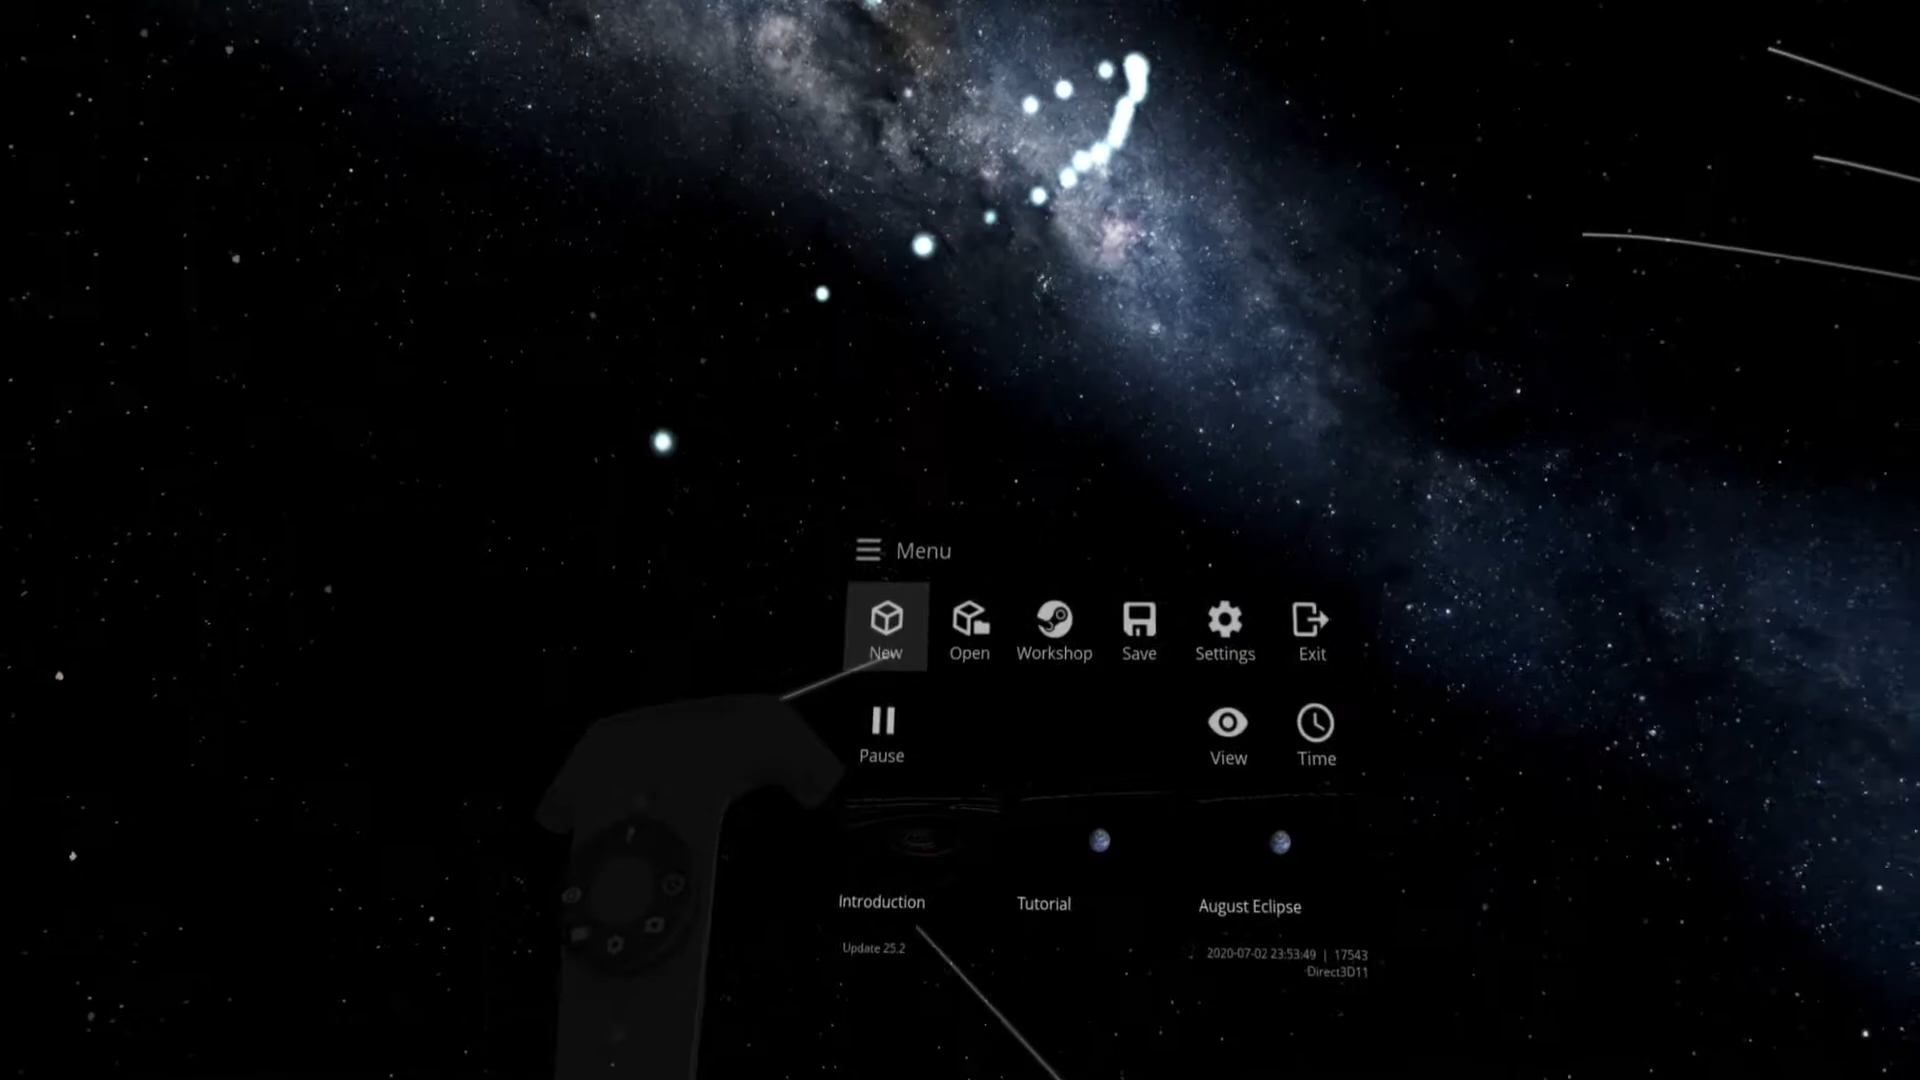 Menu
New Open Workshop Save Settings Exit
Pause View Time
Introduction Tutorial August Eclipse
Update 25.2 2020-07-02 23:53:49 | 17543
Direct3D11